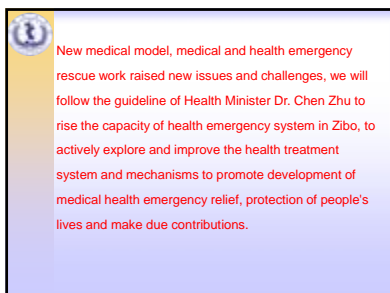 New medical model, medical and health emergency
rescue work raised new issues and challenges, we will
follow the guideline of Health Minister Dr. Chen Zhu to
rise the capacity of health emergency system in Zibo, to
actively explore and improve the health treatment
system and mechanisms to promote development of
medical health emergency relief, protection of people's
lives and make due contributions.